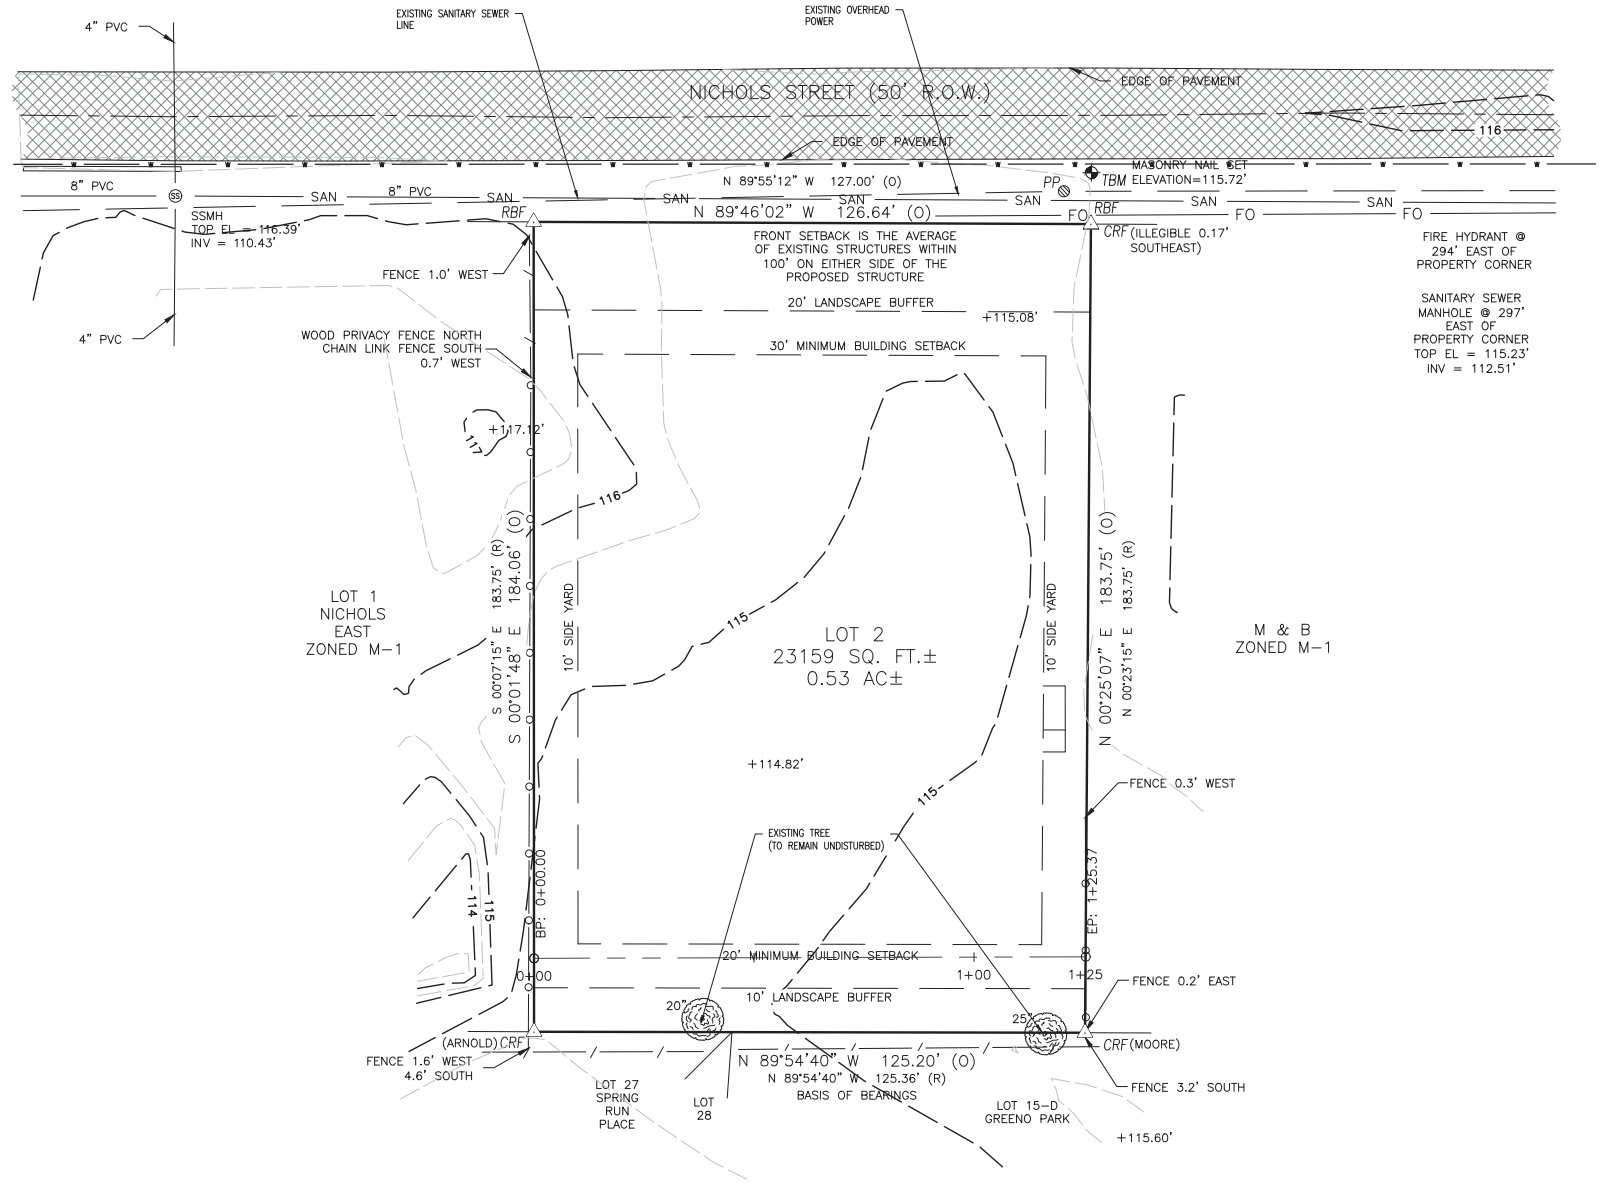 4" PVC
EXISTING SANITARY SEWER
LINE
EXISTING OVERHEAD
POWER
EDGE OF PAVEMENT
NICHOLS STREET (50' R.O.W.)
116
EDGE OF PAVEMENT
MASONRY NAIL SET
TBM ELEVATION=115.72'
PP
N 89°55'12" W 127.00' (O)
8" PVC
8" PVC
SS
SAN
SAN
SAN
SAN
SAN
SAN
SAN
SSMH
TOP EL = 116.39'
INV = 110.43'
RBF
N 89°46'02" W 126.64' (O)
FO
RBF
FO
FO
CRF (ILLEGIBLE 0.17'
SOUTHEAST)
FRONT SETBACK IS THE AVERAGE
OF EXISTING STRUCTURES WITHIN
100' ON EITHER SIDE OF THE
PROPOSED STRUCTURE
FIRE HYDRANT @
294' EAST OF
PROPERTY CORNER
FENCE 1.0' WEST
20' LANDSCAPE BUFFER
+115.08'
SANITARY SEWER
MANHOLE @ 297'
EAST OF
PROPERTY CORNER
TOP EL = 115.23'
INV = 112.51'
4" PVC
WOOD PRIVACY FENCE NORTH
CHAIN LINK FENCE SOUTH
0.7' WEST
30' MINIMUM BUILDING SETBACK
+117.12'
117
116
S 00°07'15" E 183.75' (R)
S 00°01'48" E 184.06' (O)
10' SIDE YARD
115
LOT 1
NICHOLS
EAST
ZONED M-1
LOT 2
23159 SQ. FT.±
0.53 AC±
10' SIDE YARD
N 00°25'07" E 183.75' (O)
N 00°23'15" E 183.75' (R)
M & B
ZONED M-1
+114.82'
115
FENCE 0.3' WEST
EXISTING TREE
(TO REMAIN UNDISTURBED)
114
115
BP: 0+00.00
EP: 1+25.37
20' MINIMUM BUILDING SETBACK
0+00
1+00
1+25
FENCE 0.2' EAST
10' LANDSCAPE BUFFER
20"
25"
(ARNOLD) CRF
CRF (MOORE)
FENCE 1.6' WEST
4.6' SOUTH
N 89°54'40" W 125.20' (O)
N 89°54'40" W 125.36' (R)
BASIS OF BEARINGS
FENCE 3.2' SOUTH
LOT 27
SPRING
RUN
PLACE
LOT
28
LOT 15-D
GREENO PARK
+115.60'